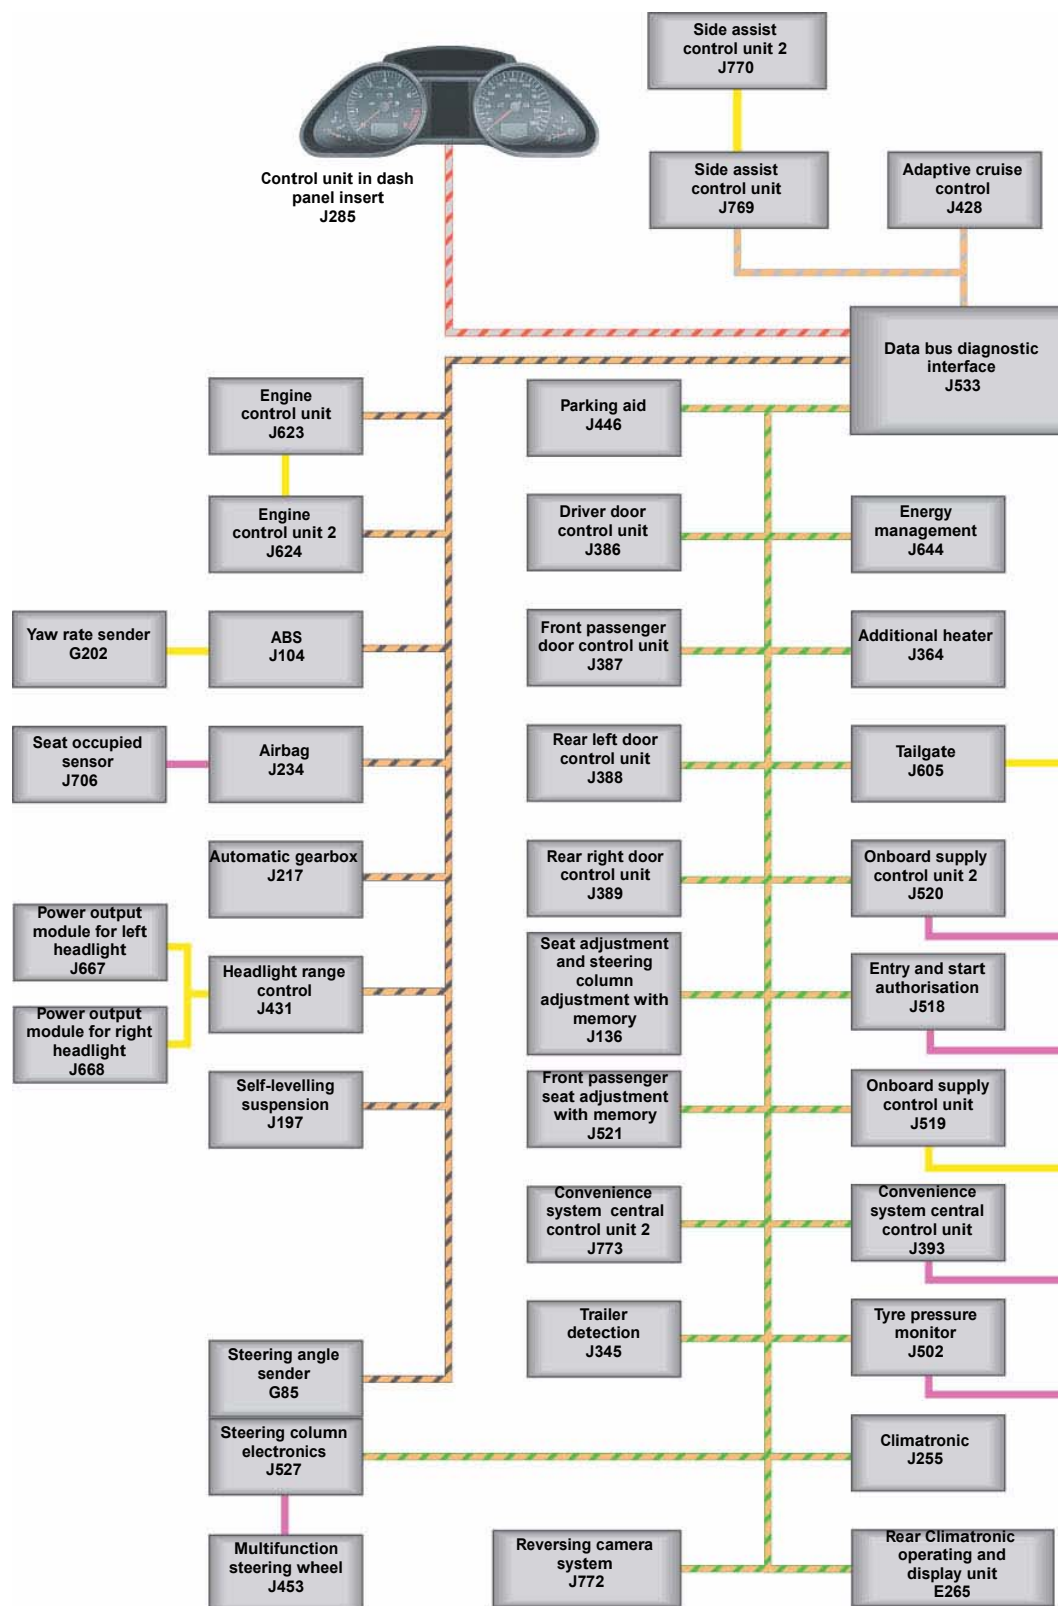 Side assist
control unit 2
J770
Control unit in dash
panel insert
J285
Side assist
control unit
J769
Adaptive cruise
control
J428
Data bus diagnostic
interface
J533
Engine
control unit
J623
Parking aid
J446
Engine
control unit 2
J624
Driver door
control unit
J386
Energy
management
J644
Yaw rate sender
G202
ABS
J104
Front passenger
door control unit
J387
Additional heater
J364
Seat occupied
sensor
J706
Airbag
J234
Rear left door
control unit
J388
Tailgate
J605
Automatic gearbox
J217
Rear right door
control unit
J389
Onboard supply
control unit 2
J520
Power output
module for left
headlight
J667
Headlight range
control
J431
Seat adjustment
and steering
column
adjustment with
memory
J136
Entry and start
authorisation
J518
Power output
module for right
headlight
J668
Self-levelling
suspension
J197
Front passenger
seat adjustment
with memory
J521
Onboard supply
control unit
J519
Convenience
system central
control unit 2
J773
Convenience
system central
control unit
J393
Trailer
detection
J345
Tyre pressure
monitor
J502
Steering angle
sender
G85
Steering column
electronics
J527
Climatronic
J255
Multifunction
steering wheel
J453
Reversing camera
system
J772
Rear Climatronic
operating and
display unit
E265